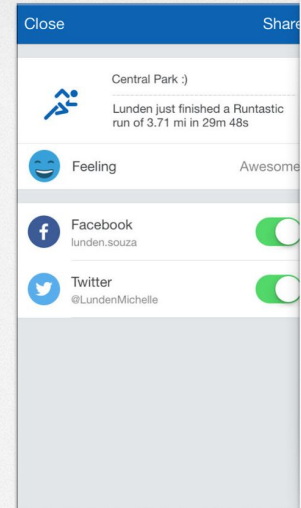 Close Share
Central Park :)
Lunden just finished a Runtastic
run of 3.71 mi in 29m 48s
Feeling Awesome
Facebook
lunden.souza
Twitter
@LundenMichelle